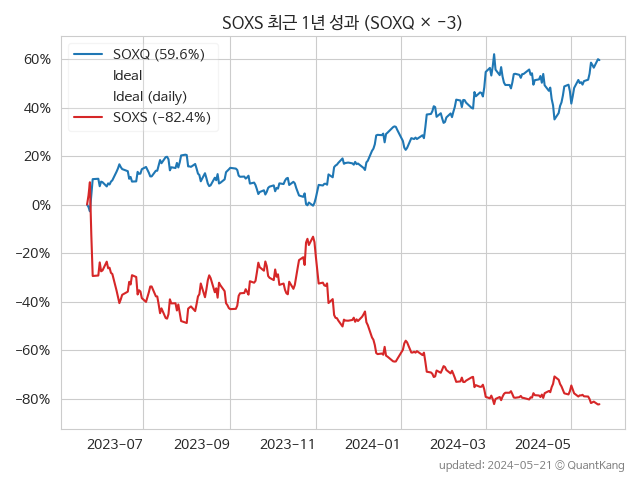 SOXS 최근 1년 성과 (SOXQ × −3)
SOXQ (59.6%)
Ideal
Ideal (daily)
SOXS (−82.4%)
60%
40%
20%
0%
−20%
−40%
−60%
−80%
2023−07
2023−09
2023−11
2024−01
2024−03
2024−05
updated: 2024-05-21 © QuantKang